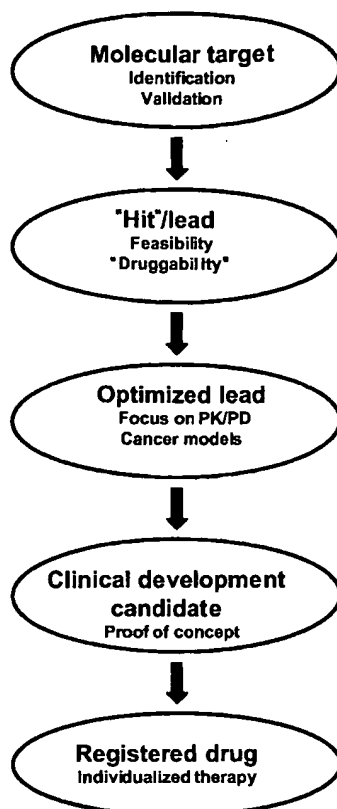 Molecular target
Identification
Validation
"Hit"/lead
Feasibility
"Druggability"
Optimized lead
Focus on PK/PD
Cancer models
Clinical development
candidate
Proof of concept
Registered drug
Individualized therapy